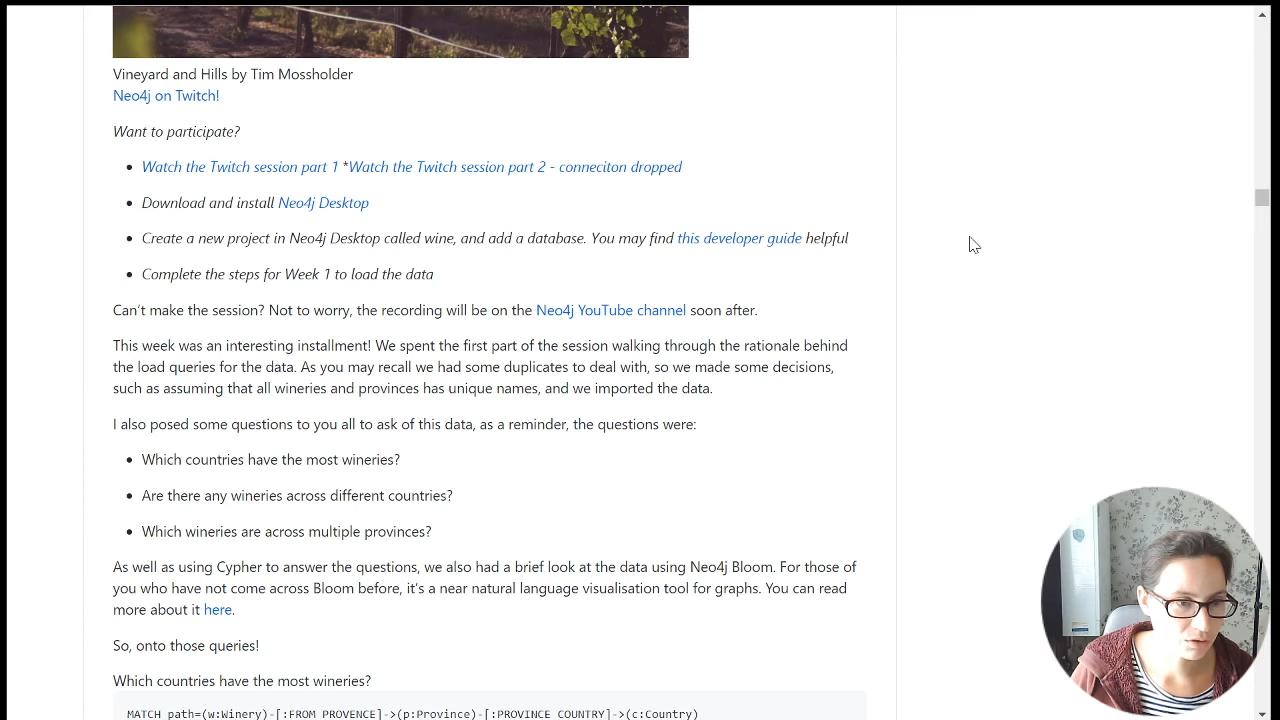 Vineyard and Hills by Tim Mossholder
Neo4j on Twitch!
Want to participate?
• Watch the Twitch session part 1 *Watch the Twitch session part 2 - conneciton dropped
• Download and install Neo4j Desktop
• Create a new project in Neo4j Desktop called wine, and add a database. You may find this developer guide helpful
• Complete the steps for Week 1 to load the data
Can't make the session? Not to worry, the recording will be on the Neo4j YouTube channel soon after.
This week was an interesting installment! We spent the first part of the session walking through the rationale behind
the load queries for the data. As you may recall we had some duplicates to deal with, so we made some decisions,
such as assuming that all wineries and provinces has unique names, and we imported the data.
I also posed some questions to you all to ask of this data, as a reminder, the questions were:
• Which countries have the most wineries?
• Are there any wineries across different countries?
• Which wineries are across multiple provinces?
As well as using Cypher to answer the questions, we also had a brief look at the data using Neo4j Bloom. For those of
you who have not come across Bloom before, it's a near natural language visualisation tool for graphs. You can read
more about it here.
So, onto those queries!
Which countries have the most wineries?
MATCH path=(w:Winery)-[:FROM_PROVENCE]->(p:Province)-[:PROVINCE_COUNTRY]->(c:Country)